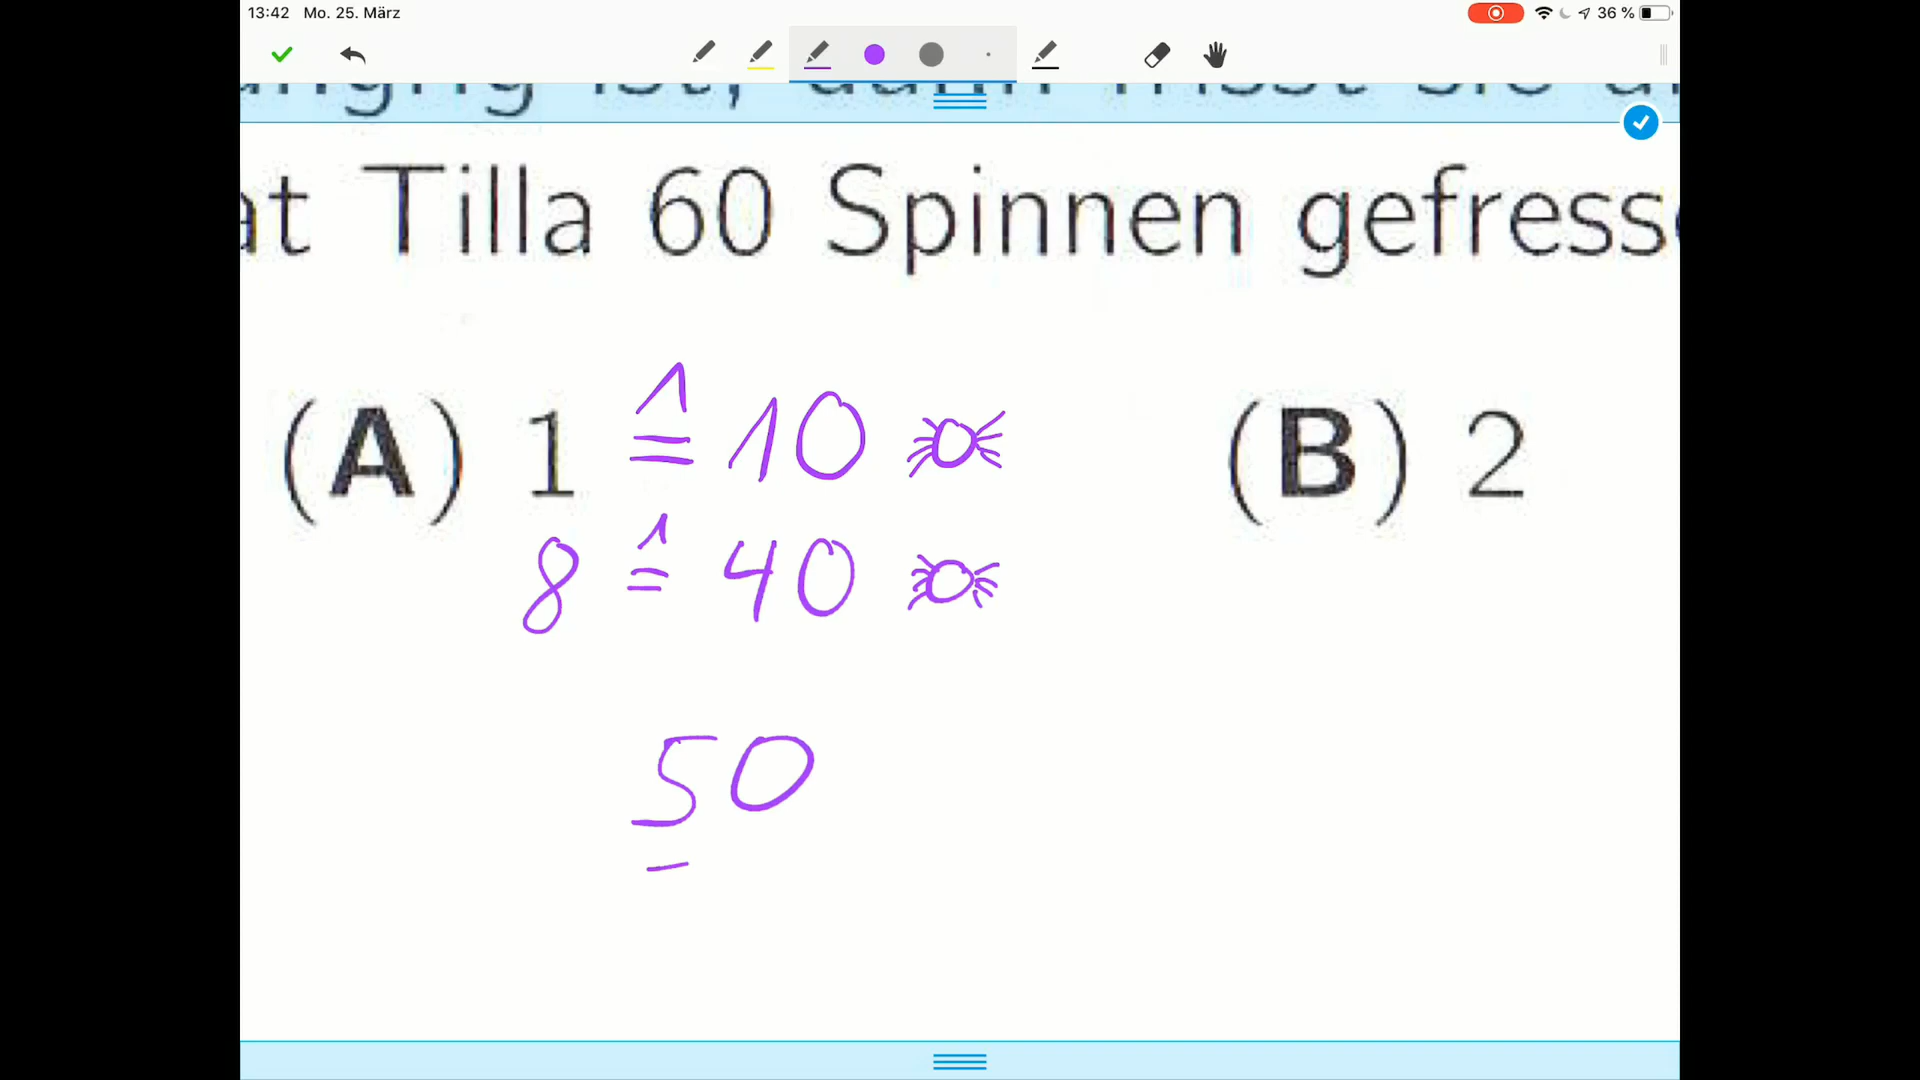 13:42 Mo. 25. März 36 %
at Tilla 60 Spinnen gefress
(A) 1 ≙ 10 (B) 2
8 ≙ 40
50